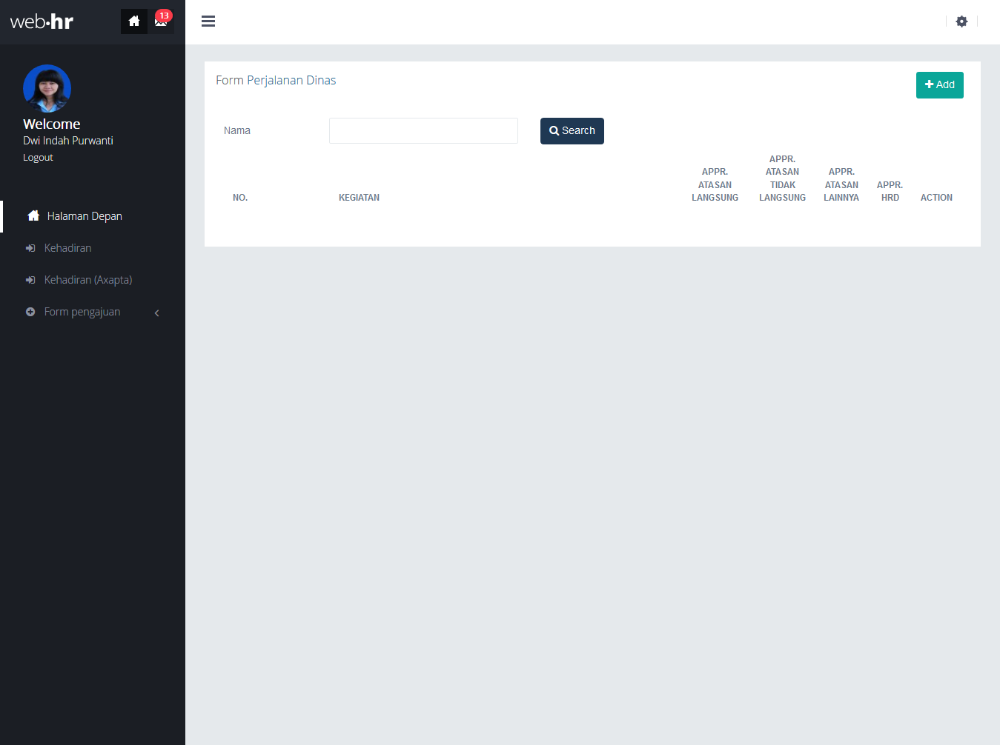 web·hr
13
Welcome
Dwi Indah Purwanti
Logout
Halaman Depan
Kehadiran
Kehadiran (Axapta)
Form pengajuan
Form Perjalanan Dinas
Add
Nama
Search
NO.
KEGIATAN
APPR.
ATASAN
LANGSUNG
APPR.
ATASAN
TIDAK
LANGSUNG
APPR.
ATASAN
LAINNYA
APPR.
HRD
ACTION